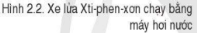 Hình 2.2. Xe lửa Xti-phen-xơn chạy bằng
máy hơi nước